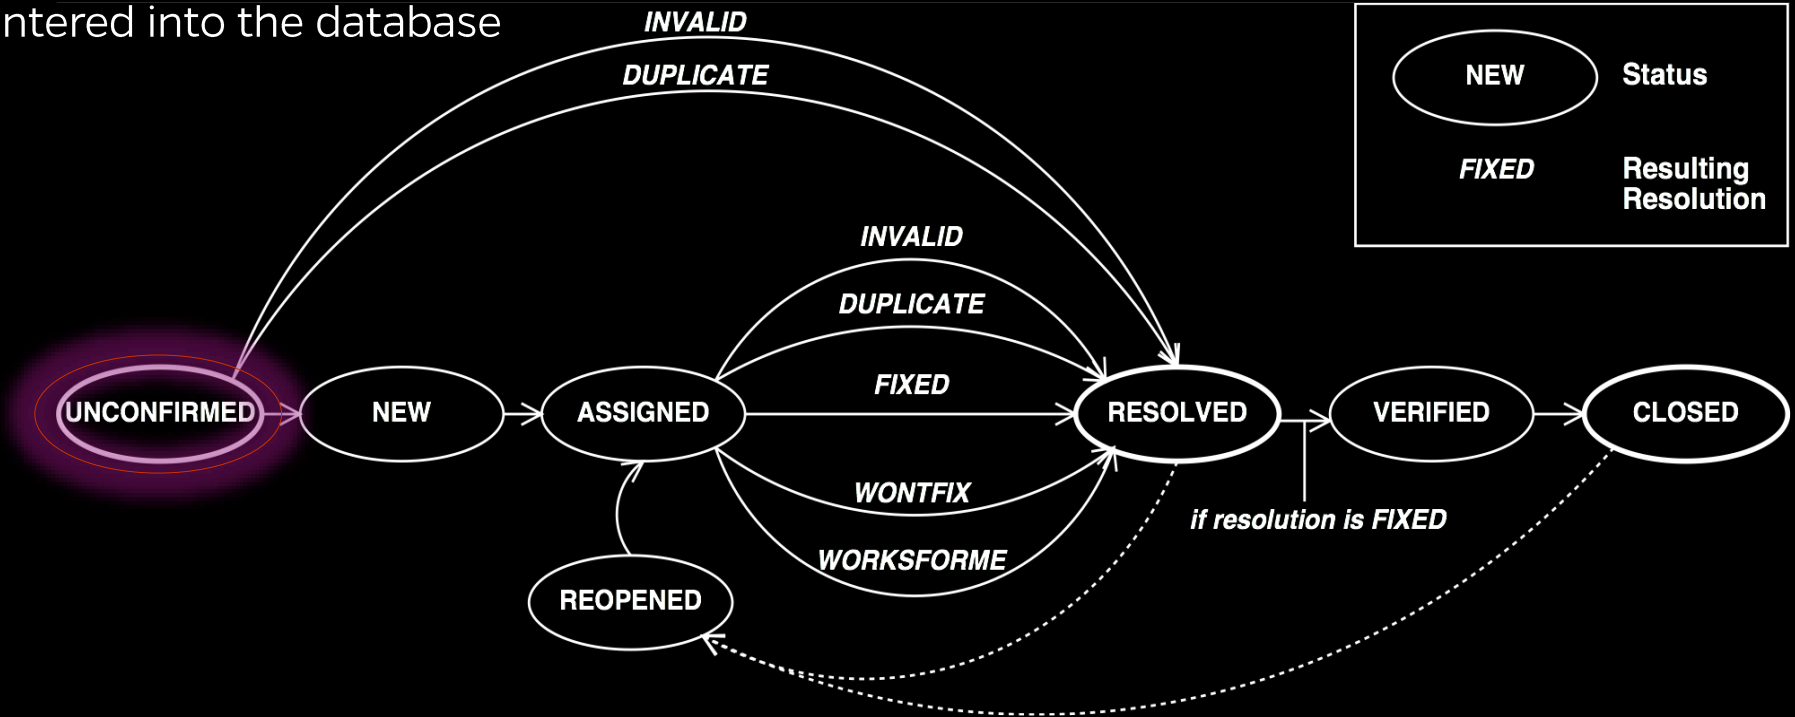 ntered into the database
INVALID
DUPLICATE
NEW
Status
FIXED
Resulting
Resolution
INVALID
DUPLICATE
FIXED
UNCONFIRMED
NEW
ASSIGNED
RESOLVED
VERIFIED
CLOSED
WONTFIX
if resolution is FIXED
WORKSFORME
REOPENED